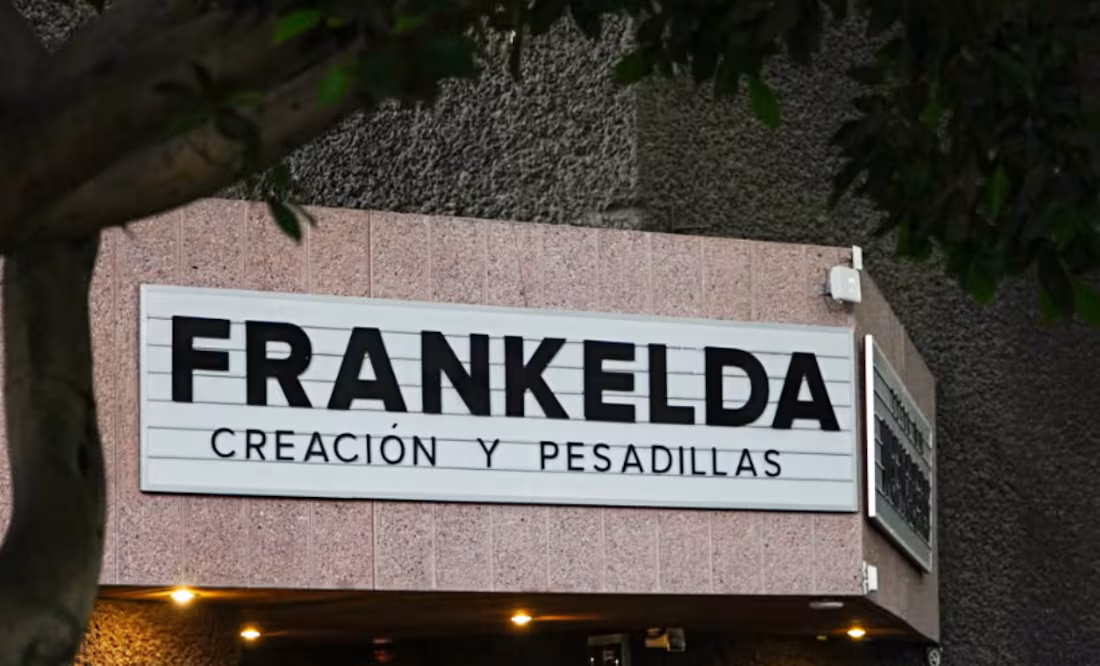 FRANKELDA
CREACIÓN Y PESADILLAS